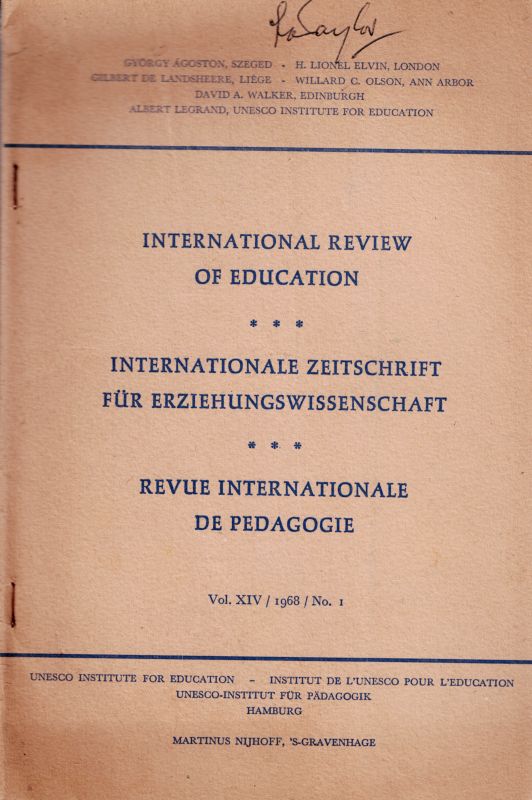 GYÖRGY ÁGOSTON, SZEGED - H. LIONEL ELVIN, LONDON
GILBERT DE LANDSHEERE, LIÈGE - WILLARD C. OLSON, ANN ARBOR
DAVID A. WALKER, EDINBURGH
ALBERT LEGRAND, UNESCO INSTITUTE FOR EDUCATION
INTERNATIONAL REVIEW
OF EDUCATION
* * *
INTERNATIONALE ZEITSCHRIFT
FÜR ERZIEHUNGSWISSENSCHAFT
* * *
REVUE INTERNATIONALE
DE PEDAGOGIE
Vol. XIV / 1968 / No. 1
UNESCO INSTITUTE FOR EDUCATION – INSTITUT DE L'UNESCO POUR L'EDUCATION
UNESCO-INSTITUT FÜR PÄDAGOGIK
HAMBURG
MARTINUS NIJHOFF, 'S-GRAVENHAGE